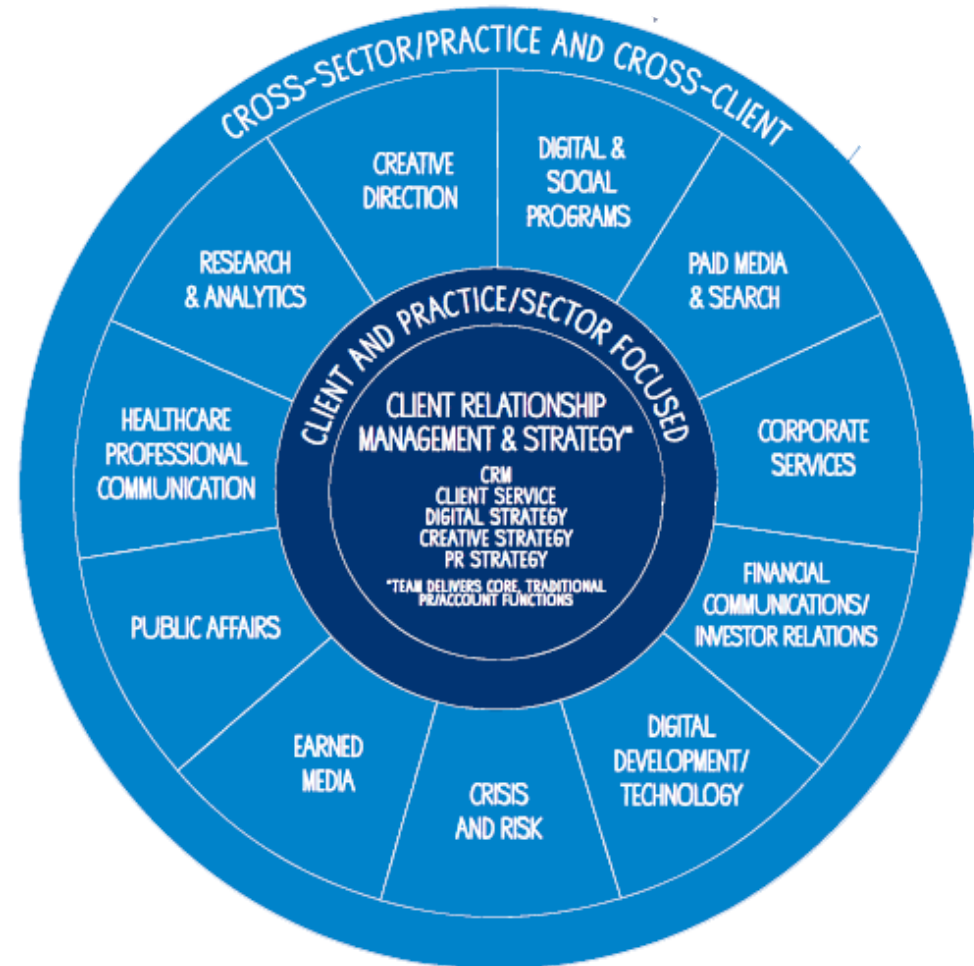 CROSS-SECTOR/PRACTICE AND CROSS-CLIENT
CREATIVE
DIRECTION
DIGITAL &
SOCIAL
PROGRAMS
PAID MEDIA
& SEARCH
CORPORATE
SERVICES
FINANCIAL
COMMUNICATIONS/
INVESTOR RELATIONS
DIGITAL
DEVELOPMENT/
TECHNOLOGY
CRISIS
AND RISK
EARNED
MEDIA
PUBLIC AFFAIRS
HEALTHCARE
PROFESSIONAL
COMMUNICATION
RESEARCH
& ANALYTICS
CLIENT AND PRACTICE/SECTOR FOCUSED
CLIENT RELATIONSHIP
MANAGEMENT & STRATEGY*
CRM
CLIENT SERVICE
DIGITAL STRATEGY
CREATIVE STRATEGY
PR STRATEGY
*TEAM DELIVERS CORE, TRADITIONAL
PR/ACCOUNT FUNCTIONS